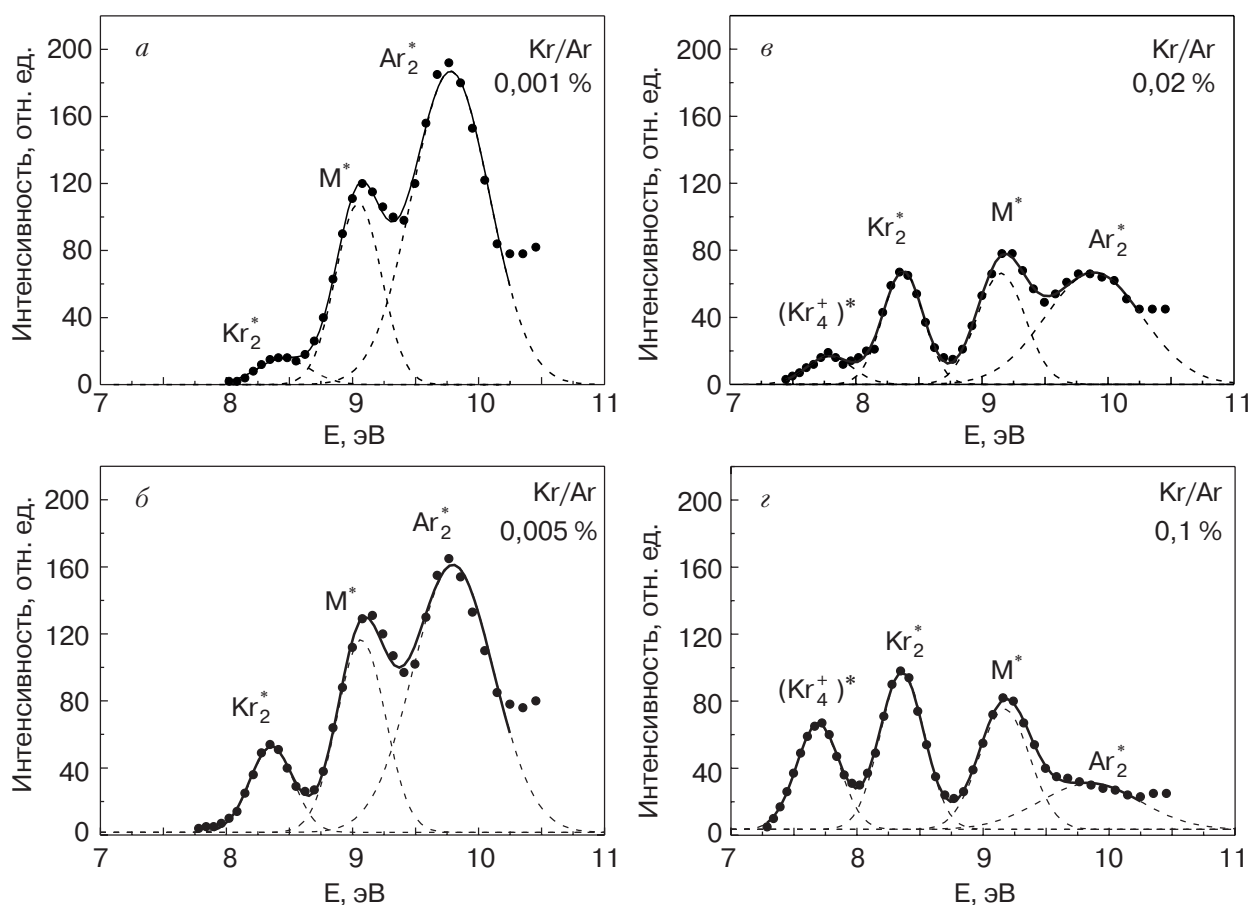 а
Kr/Ar
0,001 %
Ar₂*
M*
Kr₂*
Интенсивность, отн. ед.
200
160
120
80
40
0
7 8 9 10 11
E, эВ
в
Kr/Ar
0,02 %
Kr₂*
M*
Ar₂*
(Kr₄⁺)*
Интенсивность, отн. ед.
200
160
120
80
40
0
7 8 9 10 11
E, эВ
б
Kr/Ar
0,005 %
Ar₂*
M*
Kr₂*
Интенсивность, отн. ед.
200
160
120
80
40
0
7 8 9 10 11
E, эВ
г
Kr/Ar
0,1 %
Kr₂*
M*
(Kr₄⁺)*
Ar₂*
Интенсивность, отн. ед.
200
160
120
80
40
0
7 8 9 10 11
E, эВ